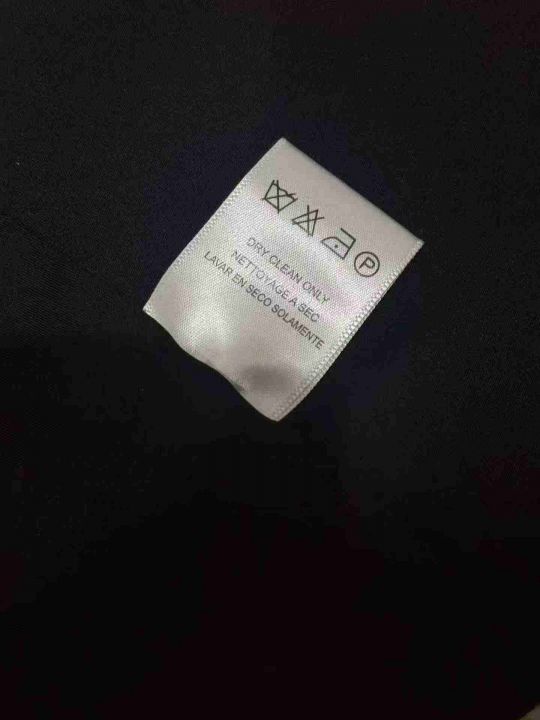 P
DRY CLEAN ONLY
NETTOYAGE A SEC
LAVAR EN SECO SOLAMENTE